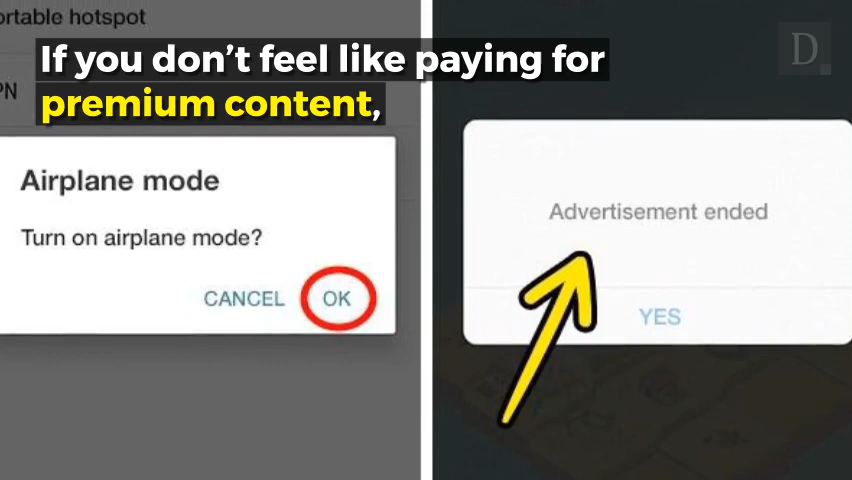 ortable hotspot
If you don’t feel like paying for
premium content,
PN
D.
Airplane mode
Turn on airplane mode?
CANCEL OK
Advertisement ended
YES